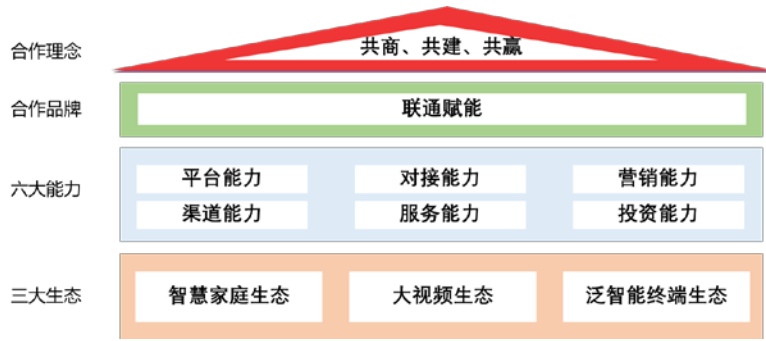 合作理念
共商、共建、共赢
合作品牌
联通赋能
六大能力
平台能力 对接能力 营销能力
渠道能力 服务能力 投资能力
三大生态
智慧家庭生态 大视频生态 泛智能终端生态